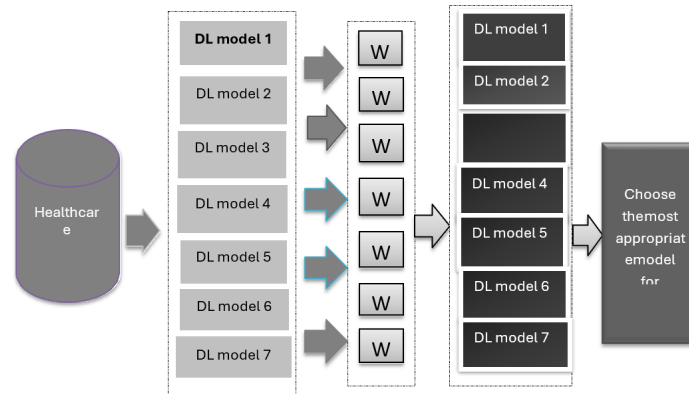 Healthcar
e
DL model 1
DL model 2
DL model 3
DL model 4
DL model 5
DL model 6
DL model 7
W
W
W
W
W
W
W
DL model 1
DL model 2
DL model 4
DL model 5
DL model 6
DL model 7
Choose
themost
appropriat
emodel
for